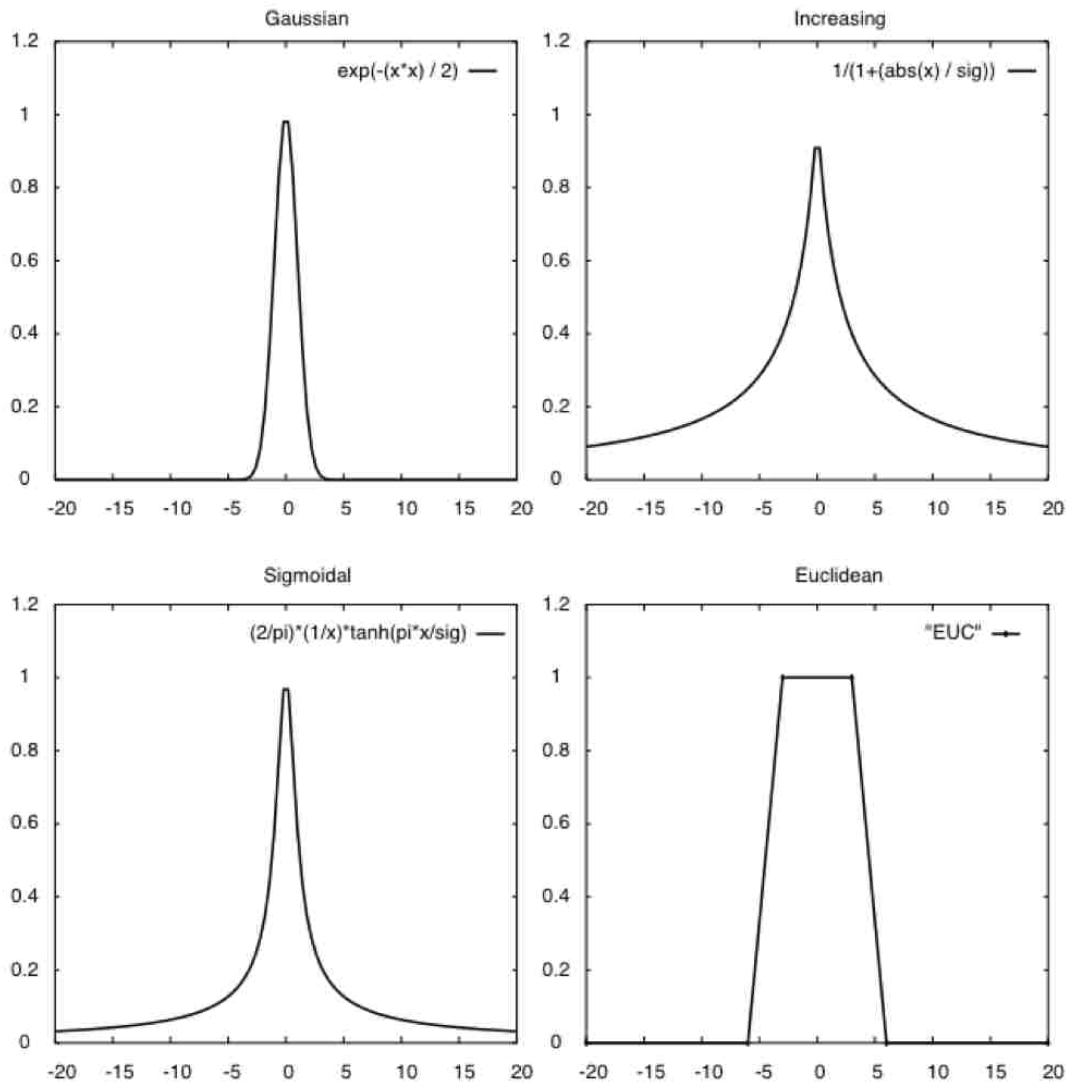 Gaussian
1.2
exp(-(x*x) / 2)
1
0.8
0.6
0.4
0.2
0
-20 -15 -10 -5 0 5 10 15 20
Increasing
1.2
1/(1+(abs(x) / sig))
1
0.8
0.6
0.4
0.2
0
-20 -15 -10 -5 0 5 10 15 20
Sigmoidal
1.2
(2/pi)*(1/x)*tanh(pi*x/sig)
1
0.8
0.6
0.4
0.2
0
-20 -15 -10 -5 0 5 10 15 20
Euclidean
1.2
"EUC"
1
0.8
0.6
0.4
0.2
0
-20 -15 -10 -5 0 5 10 15 20